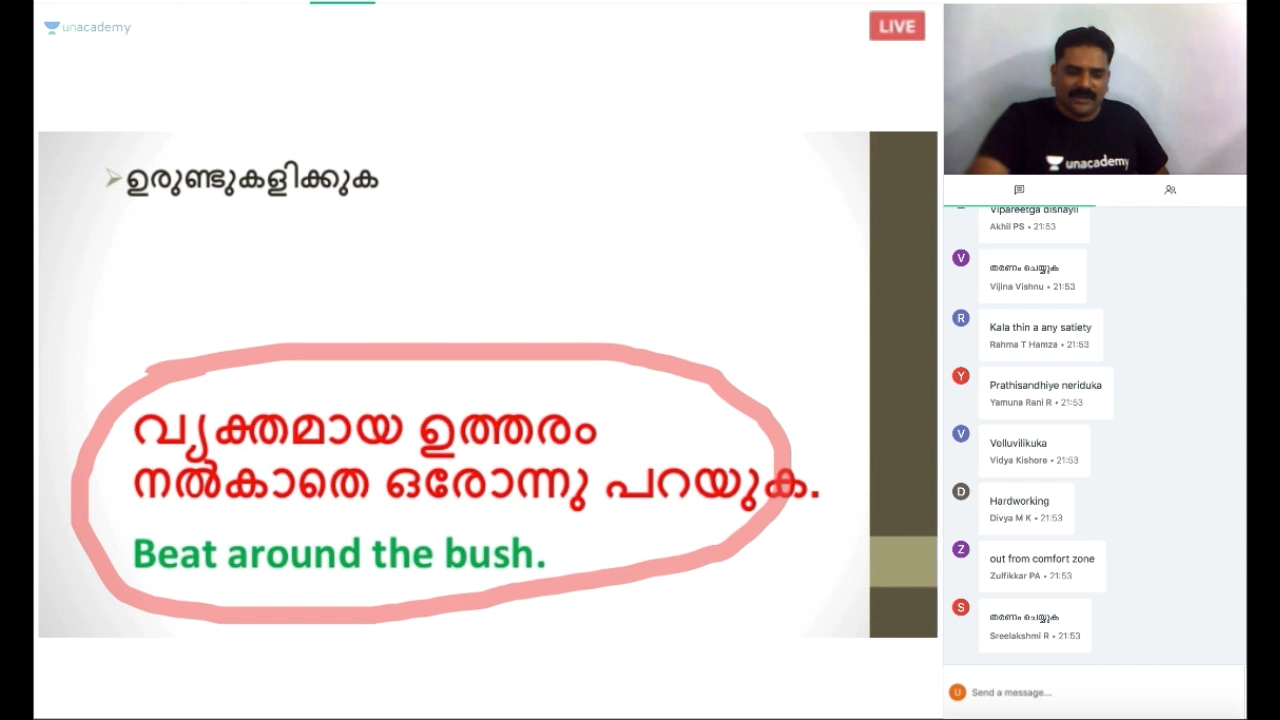 unacademy
LIVE
ഉരുണ്ടുകളിക്കുക
വ്യക്തമായ ഉത്തരം
നൽകാതെ ഒരോന്നു പറയുക.
Beat around the bush.
unacademy
Vipareetga dishayil
Akhil PS • 21:53
V
തരണം ചെയ്യുക
Vijina Vishnu • 21:53
R
Kala thin a any satiety
Rahma T Hamza • 21:53
Y
Prathisandhiye neriduka
Yamuna Rani R • 21:53
V
Velluvilikuka
Vidya Kishore • 21:53
D
Hardworking
Divya M K • 21:53
Z
out from comfort zone
Zulfikkar PA • 21:53
S
തരണം ചെയ്യുക
Sreelakshmi R • 21:53
U
Send a message...